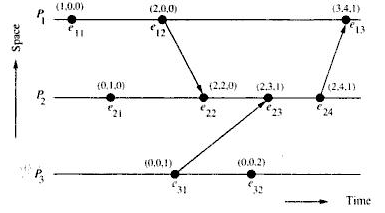 P1 (1,0,0) (2,0,0) (3,4,1)
e11 e12 e13
Space
P2 (0,1,0) (2,2,0) (2,3,1) (2,4,1)
e21 e22 e23 e24
P3 (0,0,1) (0,0,2)
e31 e32
Time